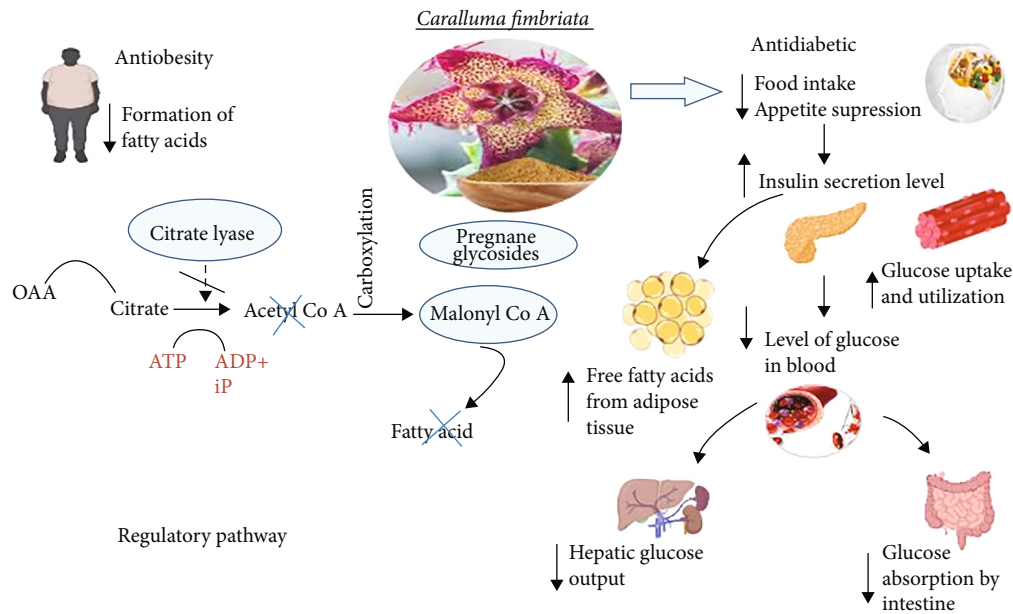 Caralluma fimbriata
Antiobesity
Formation of
fatty acids
Antidiabetic
Food intake
Appetite supression
Insulin secretion level
Citrate lyase
Pregnane
glycosides
Carboxylation
OAA
Citrate
Acetyl Co A
Malonyl Co A
ATP
ADP+
iP
Fatty acid
Glucose uptake
and utilization
Level of glucose
in blood
Free fatty acids
from adipose
tissue
Regulatory pathway
Hepatic glucose
output
Glucose
absorption by
intestine